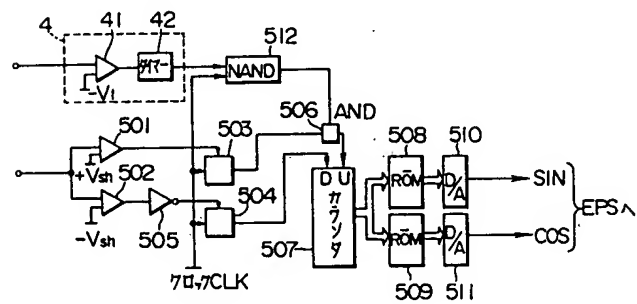 4 41 42 512
タイマー NAND
-V1
506 AND
501 503 508 510
+Vsh
502 504 D U ROM D/A SIN
カウンタ
-Vsh 505 507 ROM D/A COS
EPSへ
クロックCLK 509 511